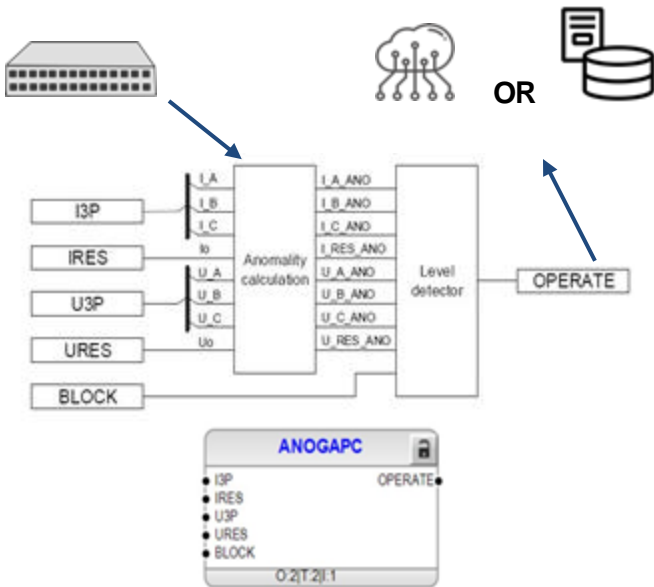 OR
I3P
IRES
U3P
URES
BLOCK
I_A
I_B
I_C
Io
U_A
U_B
U_C
Uo
Anomality
calculation
I_A_ANO
I_B_ANO
I_C_ANO
I_RES_ANO
U_A_ANO
U_B_ANO
U_C_ANO
U_RES_ANO
Level
detector
OPERATE
ANOGAPC
I3P OPERATE
IRES
U3P
URES
BLOCK
O:2|T:2|I:1